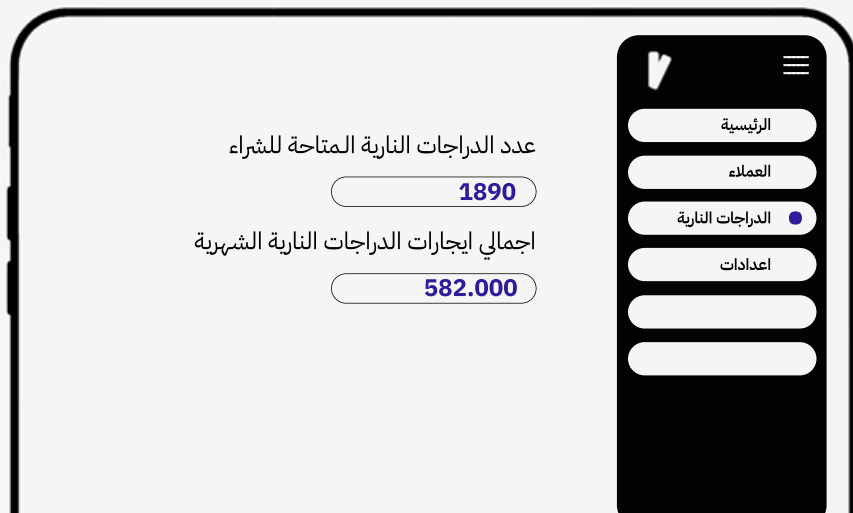 الرئيسية
العملاء
الدراجات النارية
اعدادات
عدد الدراجات النارية المتاحة للشراء
1890
اجمالي ايجارات الدراجات النارية الشهرية
582.000